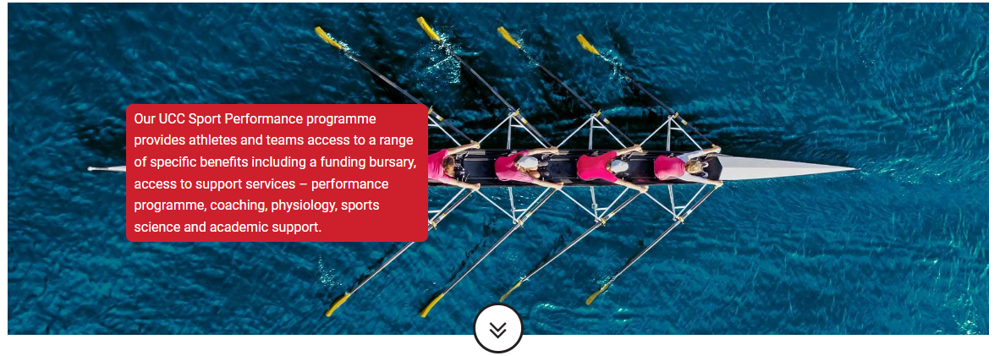 Our UCC Sport Performance programme
provides athletes and teams access to a range
of specific benefits including a funding bursary,
access to support services – performance
programme, coaching, physiology, sports
science and academic support.